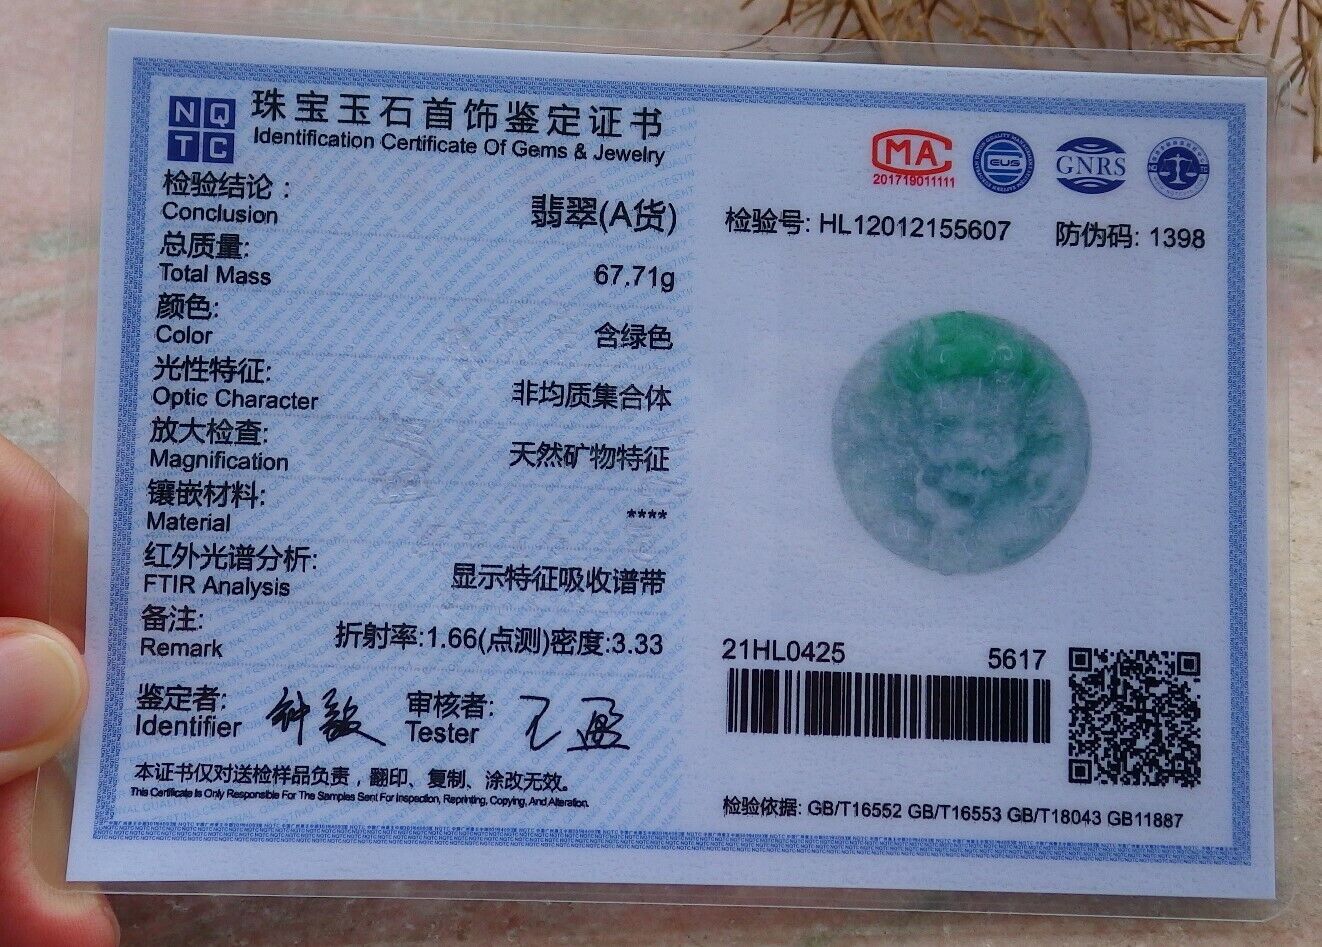 NQ
TC
珠宝玉石首饰鉴定证书
Identification Certificate Of Gems & Jewelry
检验结论:
Conclusion
翡翠(A货)
总质量:
Total Mass
67.71g
颜色:
Color
含绿色
光性特征:
Optic Character
非均质集合体
放大检查:
Magnification
天然矿物特征
镶嵌材料:
Material
****
红外光谱分析:
FTIR Analysis
显示特征吸收谱带
备注:
Remark
折射率:1.66(点测)密度:3.33
鉴定者:
Identifier
审核者:
Tester
本证书仅对送检样品负责，翻印、复制、涂改无效。
This Certificate Is Only Responsible For The Samples Sent For Inspection, Reprinting, Copying, And Alteration.
MA
201719011111
EUS
GNRS
检验号: HL12012155607
防伪码: 1398
21HL0425
5617
检验依据: GB/T16552 GB/T16553 GB/T18043 GB11887